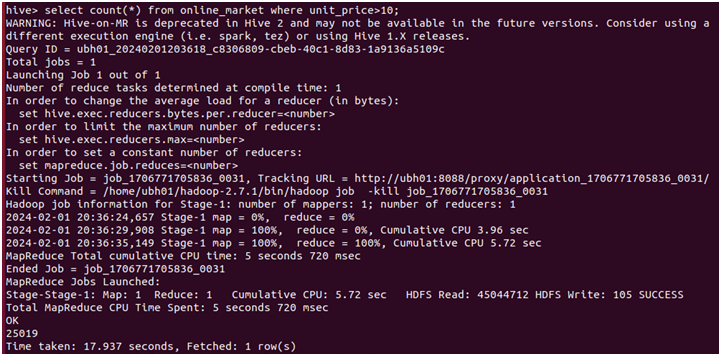 hive> select count(*) from online_market where unit_price>10;
WARNING: Hive-on-MR is deprecated in Hive 2 and may not be available in the future versions. Consider using a
different execution engine (i.e. spark, tez) or using Hive 1.X releases.
Query ID = ubh01_20240201203618_c8306809-cbeb-40c1-8d83-1a9136a5109c
Total jobs = 1
Launching Job 1 out of 1
Number of reduce tasks determined at compile time: 1
In order to change the average load for a reducer (in bytes):
  set hive.exec.reducers.bytes.per.reducer=<number>
In order to limit the maximum number of reducers:
  set hive.exec.reducers.max=<number>
In order to set a constant number of reducers:
  set mapreduce.job.reduces=<number>
Starting Job = job_1706771705836_0031, Tracking URL = http://ubh01:8088/proxy/application_1706771705836_0031/
Kill Command = /home/ubh01/hadoop-2.7.1/bin/hadoop job  -kill job_1706771705836_0031
Hadoop job information for Stage-1: number of mappers: 1; number of reducers: 1
2024-02-01 20:36:24,657 Stage-1 map = 0%,  reduce = 0%
2024-02-01 20:36:29,908 Stage-1 map = 100%,  reduce = 0%, Cumulative CPU 3.96 sec
2024-02-01 20:36:35,149 Stage-1 map = 100%,  reduce = 100%, Cumulative CPU 5.72 sec
MapReduce Total cumulative CPU time: 5 seconds 720 msec
Ended Job = job_1706771705836_0031
MapReduce Jobs Launched:
Stage-Stage-1: Map: 1  Reduce: 1   Cumulative CPU: 5.72 sec   HDFS Read: 45044712 HDFS Write: 105 SUCCESS
Total MapReduce CPU Time Spent: 5 seconds 720 msec
OK
25019
Time taken: 17.937 seconds, Fetched: 1 row(s)